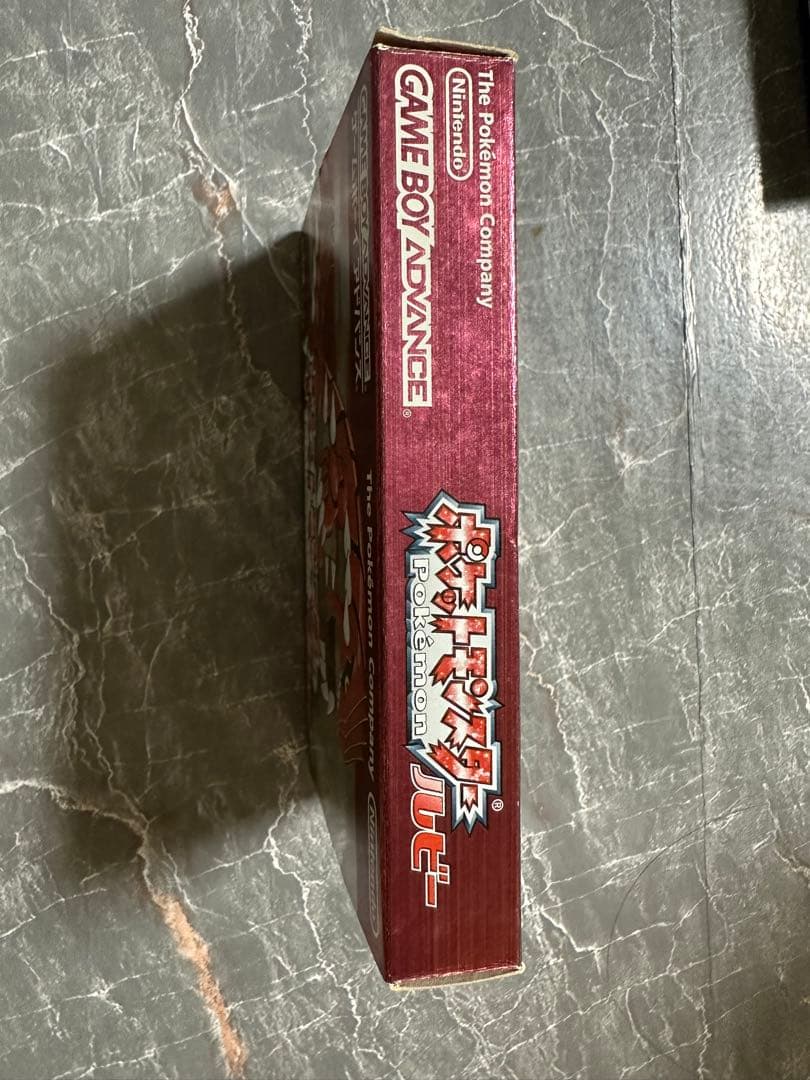 The Pokémon Company
Nintendo
GAME BOY ADVANCE®
ポケットモンスター®
Pokémon
ルビー
The Pokémon Company
Nintendo